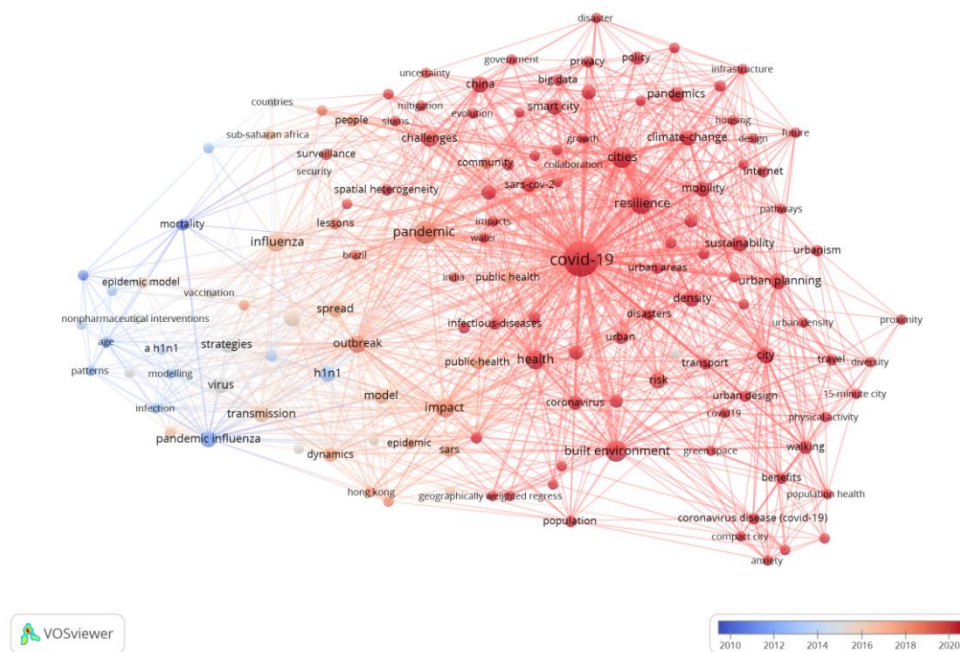 disaster
government
privacy
policy
uncertainty
infrastructure
china
big data
pandemics
countries
mitigation
evolution
smart city
people
slums
housing
sub-saharan africa
challenges
growth
climate-change
design
future
surveillance
community
collaboration
cities
security
internet
spatial heterogeneity
sars-cov-2
mobility
resilience
mortality
lessons
impacts
pathways
pandemic
water
influenza
sustainability
brazil
covid-19
urbanism
epidemic model
india
public health
urban areas
urban planning
vaccination
density
spread
disasters
nonpharmaceutical interventions
infectious-diseases
urban density
proximity
age
a h1n1
strategies
outbreak
urban
patterns
modelling
h1n1
public-health
health
transport
city
travel
diversity
virus
risk
infection
model
coronavirus
urban design
15-minute city
transmission
impact
covid19
physical activity
pandemic influenza
epidemic
sars
built environment
green space
walking
dynamics
benefits
hong kong
geographically weighted regress
population health
population
coronavirus disease (covid-19)
compact city
anxiety
VOSviewer
2010 2012 2014 2016 2018 2020